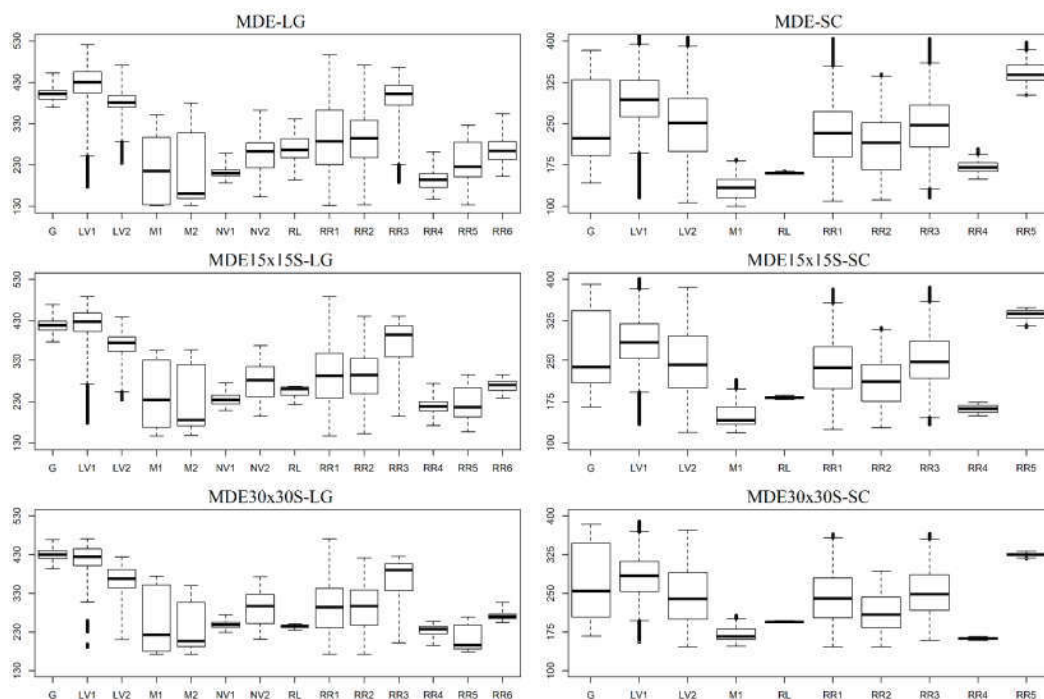 MDE-LG
530
430
330
230
130
G LV1 LV2 M1 M2 NV1 NV2 RL RR1 RR2 RR3 RR4 RR5 RR6
MDE-SC
400
325
250
175
100
G LV1 LV2 M1 RL RR1 RR2 RR3 RR4 RR5
MDE15x15S-LG
530
430
330
230
130
G LV1 LV2 M1 M2 NV1 NV2 RL RR1 RR2 RR3 RR4 RR5 RR6
MDE15x15S-SC
400
325
250
175
100
G LV1 LV2 M1 RL RR1 RR2 RR3 RR4 RR5
MDE30x30S-LG
530
430
330
230
130
G LV1 LV2 M1 M2 NV1 NV2 RL RR1 RR2 RR3 RR4 RR5 RR6
MDE30x30S-SC
400
325
250
175
100
G LV1 LV2 M1 RL RR1 RR2 RR3 RR4 RR5